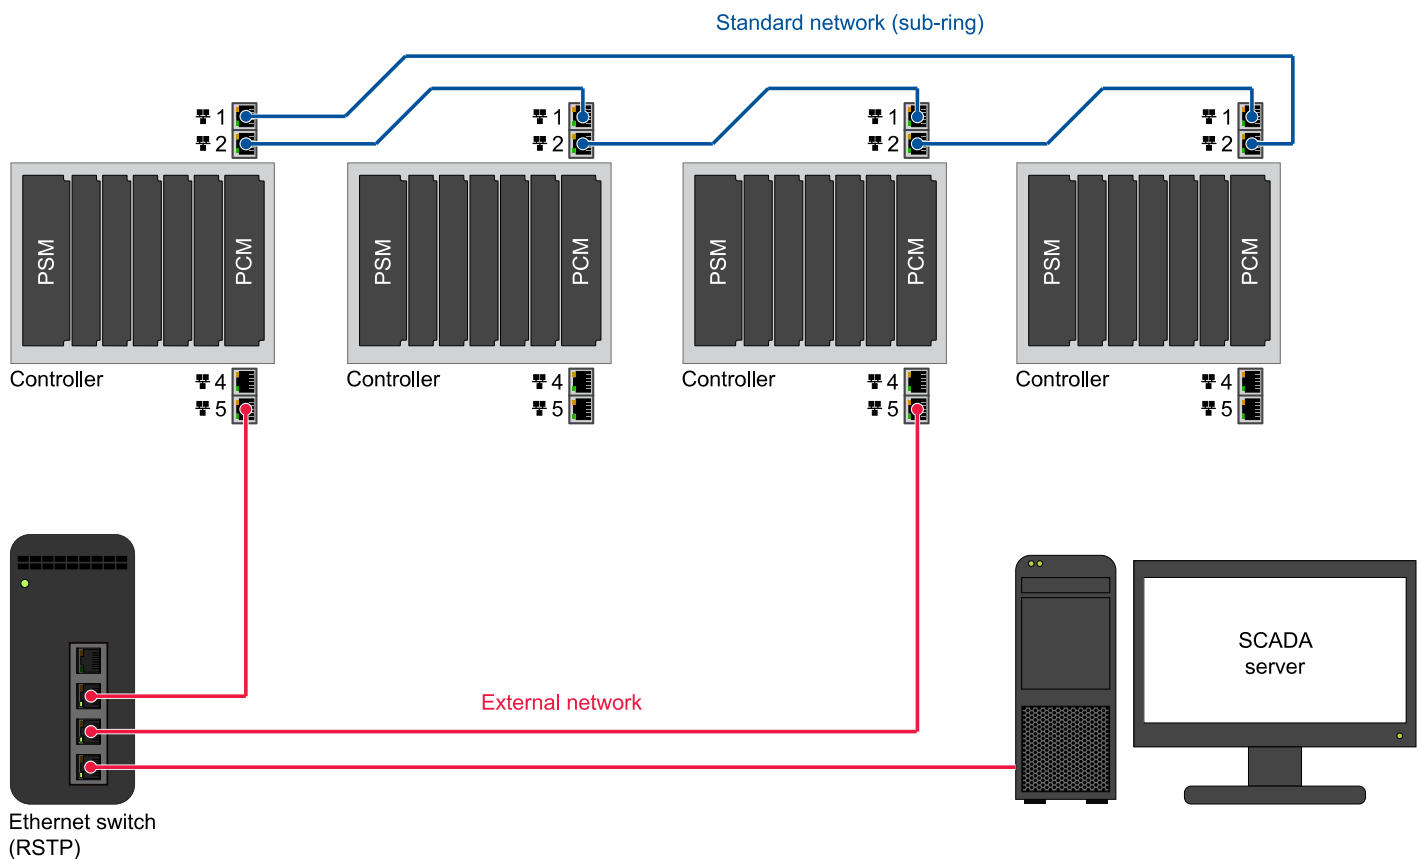 Standard network (sub-ring)
1
2
1
2
1
2
1
2
PSM
PCM
PSM
PCM
PSM
PCM
PSM
PCM
Controller
4
5
Controller
4
5
Controller
4
5
Controller
4
5
SCADA
server
External network
Ethernet switch
(RSTP)